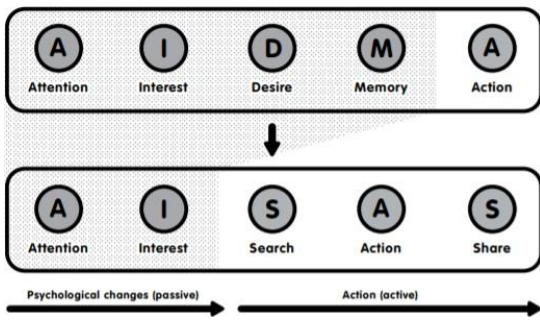 A I D M A
Attention Interest Desire Memory Action
A I S A S
Attention Interest Search Action Share
Psychological changes (passive) Action (active)